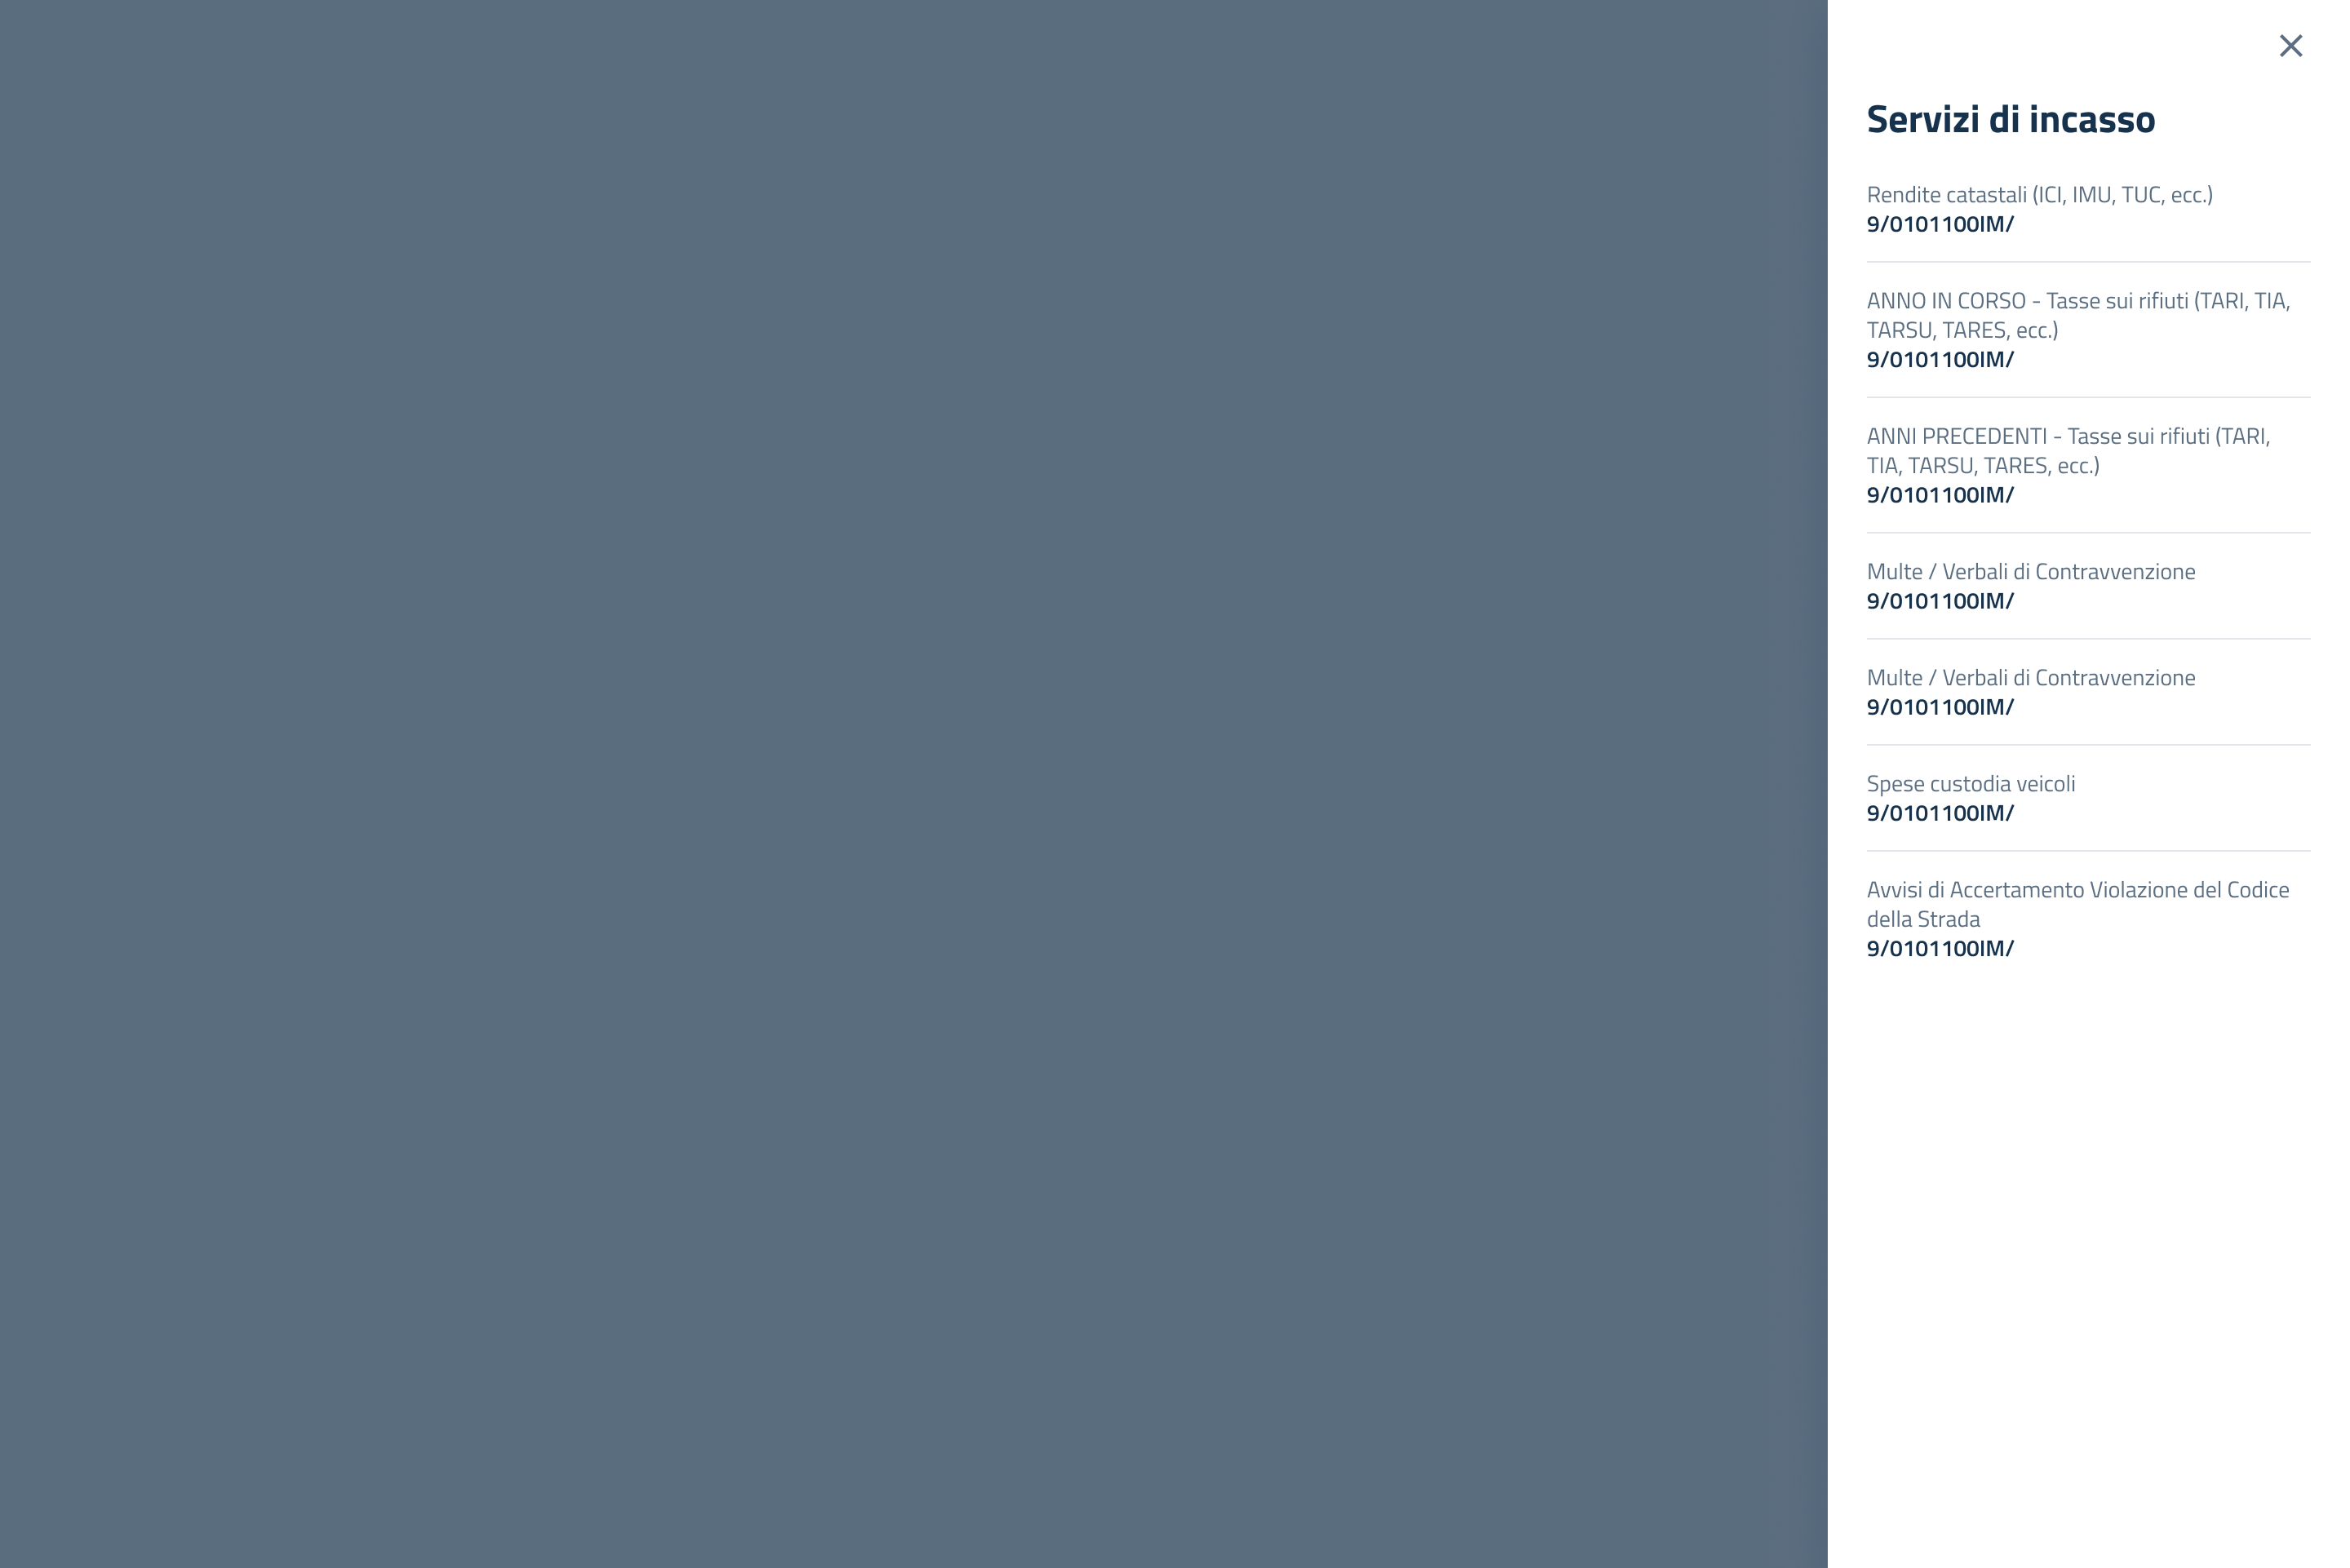 Servizi di incasso
Rendite catastali (ICI, IMU, TUC, ecc.)
9/0101100IM/
ANNO IN CORSO - Tasse sui rifiuti (TARI, TIA,
TARSU, TARES, ecc.)
9/0101100IM/
ANNI PRECEDENTI - Tasse sui rifiuti (TARI,
TIA, TARSU, TARES, ecc.)
9/0101100IM/
Multe / Verbali di Contravvenzione
9/0101100IM/
Multe / Verbali di Contravvenzione
9/0101100IM/
Spese custodia veicoli
9/0101100IM/
Avvisi di Accertamento Violazione del Codice
della Strada
9/0101100IM/